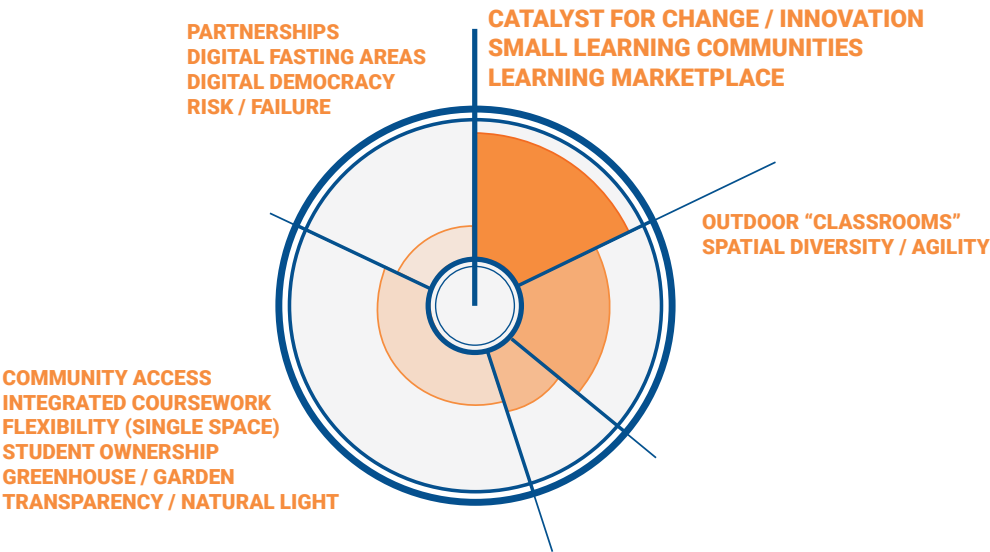 PARTNERSHIPS
DIGITAL FASTING AREAS
DIGITAL DEMOCRACY
RISK / FAILURE
CATALYST FOR CHANGE / INNOVATION
SMALL LEARNING COMMUNITIES
LEARNING MARKETPLACE
OUTDOOR “CLASSROOMS”
SPATIAL DIVERSITY / AGILITY
COMMUNITY ACCESS
INTEGRATED COURSEWORK
FLEXIBILITY (SINGLE SPACE)
STUDENT OWNERSHIP
GREENHOUSE / GARDEN
TRANSPARENCY / NATURAL LIGHT